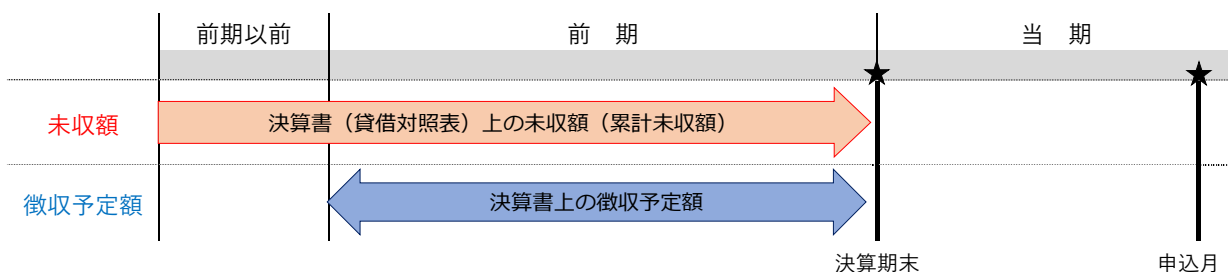 前期以前
前　期
当　期
未収額
決算書（貸借対照表）上の未収額（累計未収額）
徴収予定額
決算書上の徴収予定額
決算期末
申込月